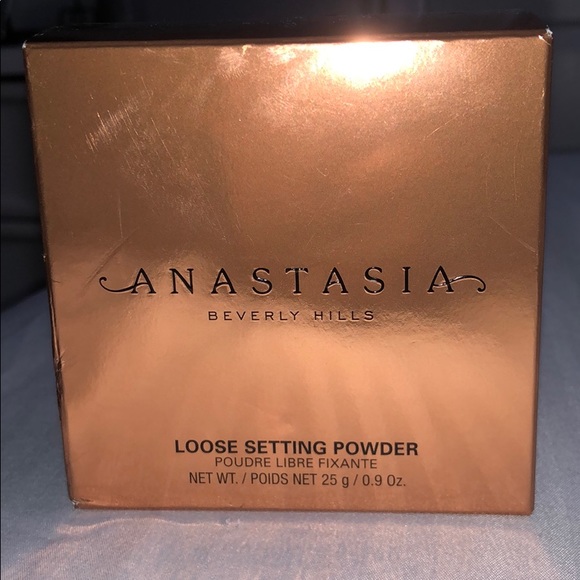 ANASTASIA
BEVERLY HILLS
LOOSE SETTING POWDER
POUDRE LIBRE FIXANTE
NET WT. / POIDS NET 25 g / 0.9 Oz.